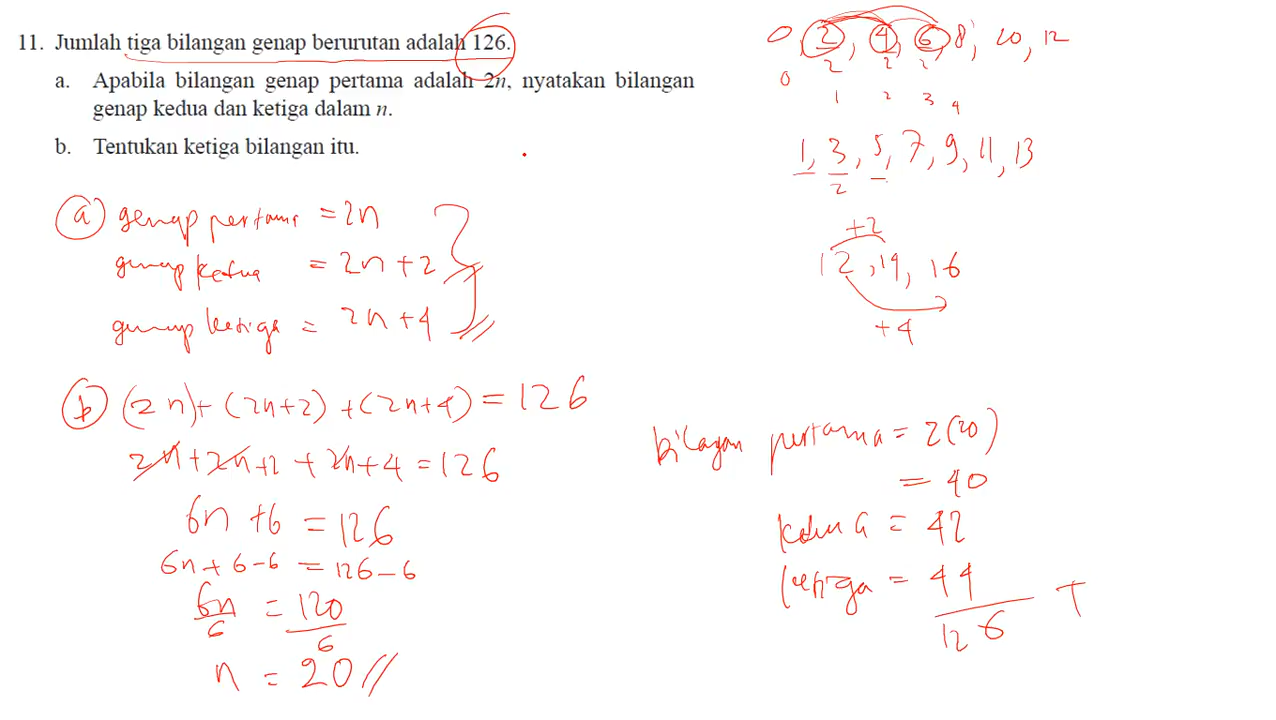 11. Jumlah tiga bilangan genap berurutan adalah 126.
a. Apabila bilangan genap pertama adalah 2n, nyatakan bilangan
genap kedua dan ketiga dalam n.
b. Tentukan ketiga bilangan itu.
a) genap pertama = 2n
genap kedua = 2n + 2
genap ketiga = 2n + 4
b) (2n) + (2n+2) + (2n+4) = 126
2n + 2n + 2 + 2n + 4 = 126
6n + 6 = 126
6n + 6 - 6 = 126 - 6
6n/6 = 120/6
n = 20 //
0, 2, 4, 6, 8, 10, 12
2 2 2
0 1 2 3 4
1, 3, 5, 7, 9, 11, 13
2
+2
12, 14, 16
+4
bilangan pertama = 2(20)
= 40
kedua = 42
ketiga = 44
126
+